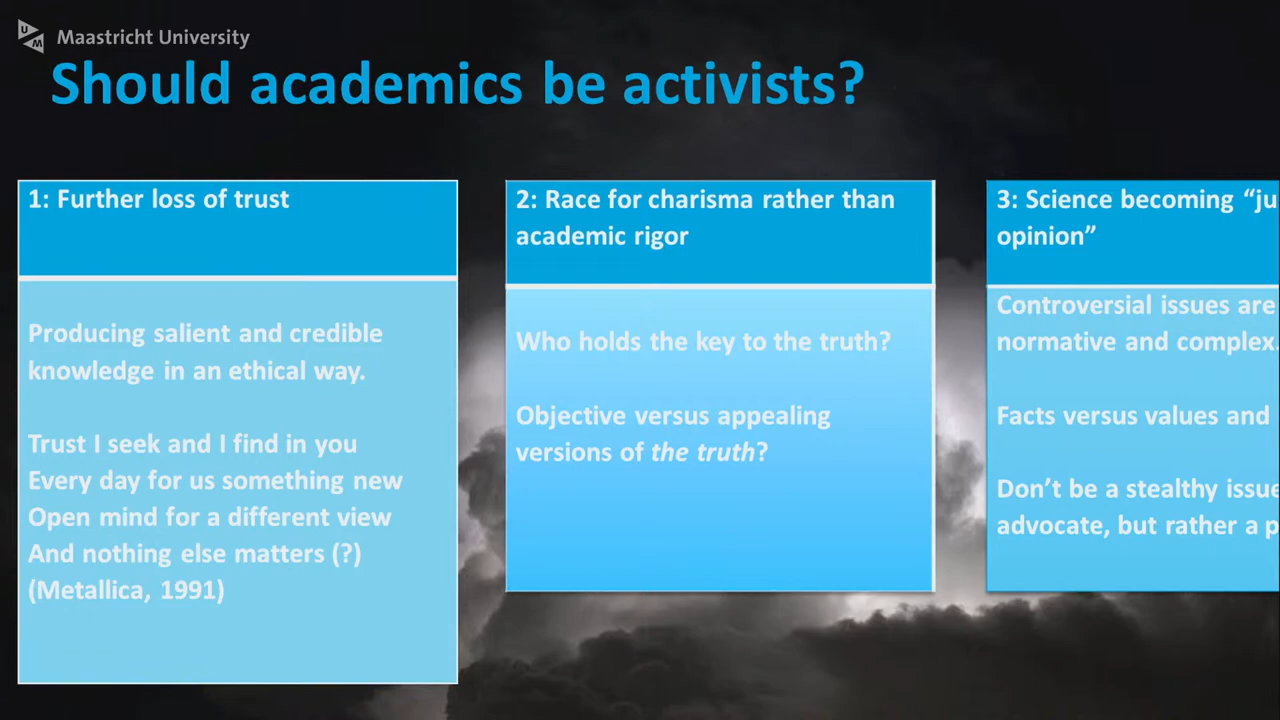 UM
Maastricht University
Should academics be activists?
1: Further loss of trust
Producing salient and credible
knowledge in an ethical way.
Trust I seek and I find in you
Every day for us something new
Open mind for a different view
And nothing else matters (?)
(Metallica, 1991)
2: Race for charisma rather than
academic rigor
Who holds the key to the truth?
Objective versus appealing
versions of the truth?
3: Science becoming
opinion”
Controversial issues are
normative and complex.
Facts versus values and
Don’t be a stealthy issue
advocate, but rather a